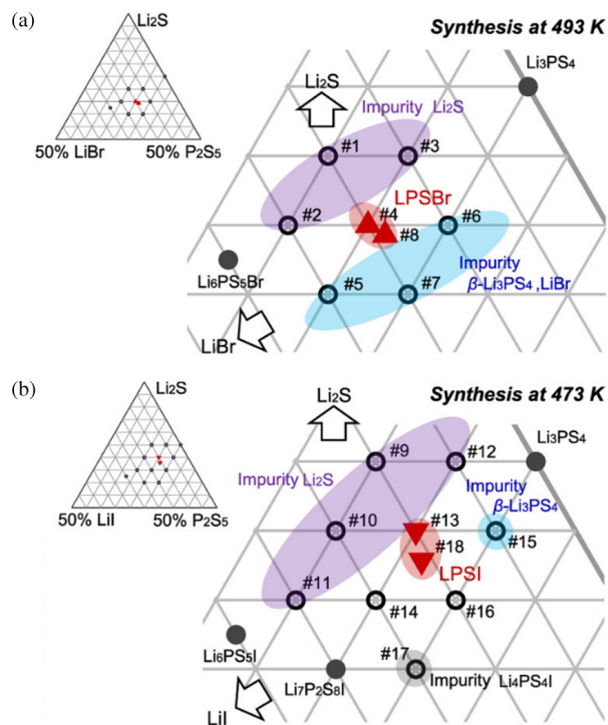 (a)
Synthesis at 493 K
Li₂S
Li₃PS₄
Li₂S
Impurity Li₂S
#1
#3
50% LiBr
50% P₂S₅
LPSBr
#2
#4
#6
#8
Li₆PS₅Br
Impurity
β-Li₃PS₄ ,LiBr
#5
#7
LiBr
(b)
Synthesis at 473 K
Li₂S
Li₂S
Li₃PS₄
#9
#12
Impurity Li₂S
Impurity
β-Li₃PS₄
50% LiI
50% P₂S₅
#10
#13
#18
#15
LPSI
#11
#14
#16
Li₆PS₅I
#17
Li₇P₂S₈I
Impurity Li₄PS₄I
LiI